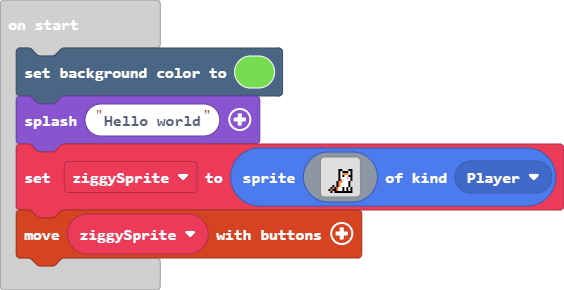 on start
set background color to
splash "Hello world"
set ziggySprite to sprite of kind Player
move ziggySprite with buttons